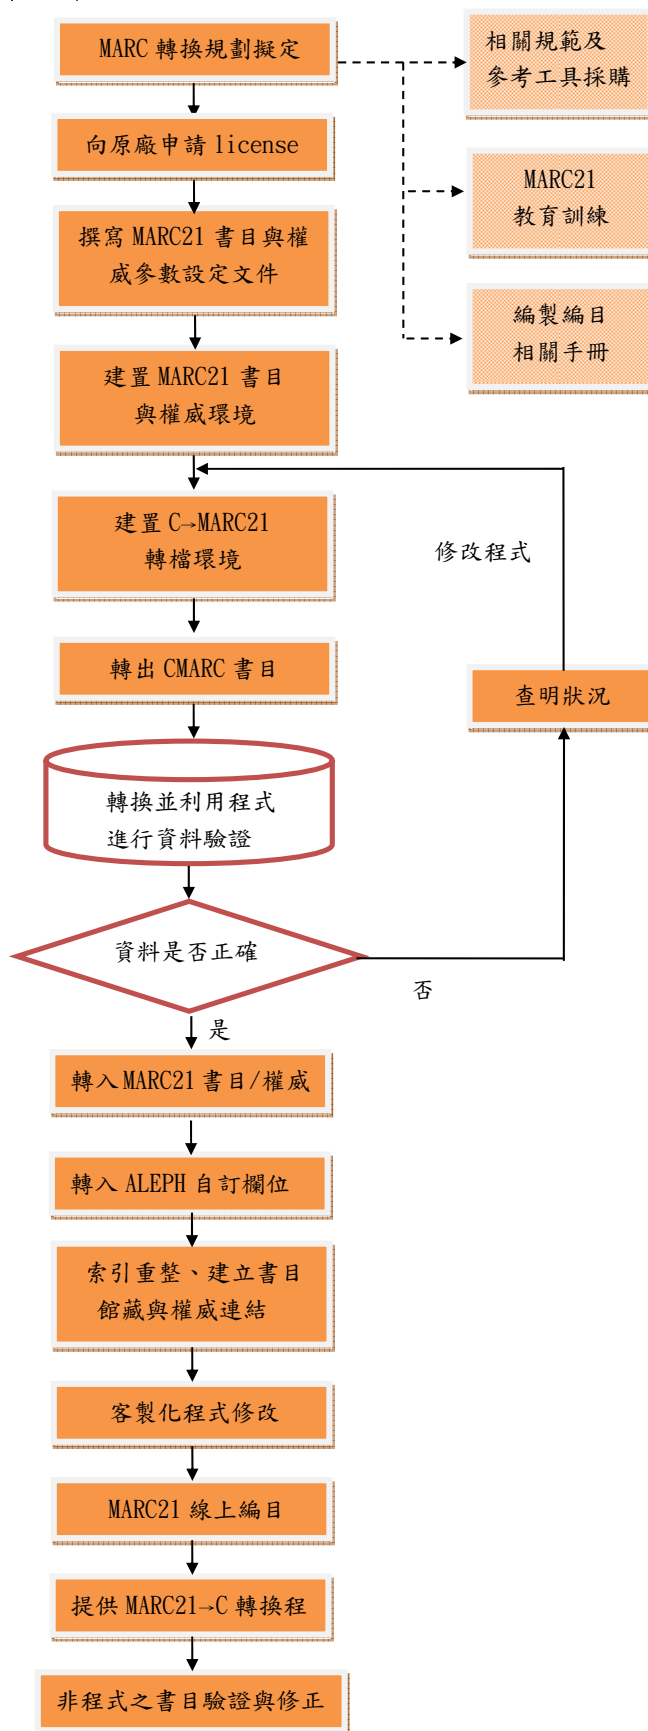 MARC 轉換規劃擬定
相關規範及
參考工具採購
向原廠申請 license
MARC21
教育訓練
撰寫 MARC21 書目與權
威參數設定文件
編製編目
相關手冊
建置 MARC21 書目
與權威環境
建置 C→MARC21
轉檔環境
修改程式
轉出 CMARC 書目
查明狀況
轉換並利用程式
進行資料驗證
資料是否正確
否
是
轉入 MARC21 書目/權威
轉入 ALEPH 自訂欄位
索引重整、建立書目
館藏與權威連結
客製化程式修改
MARC21 線上編目
提供 MARC21→C 轉換程
非程式之書目驗證與修正